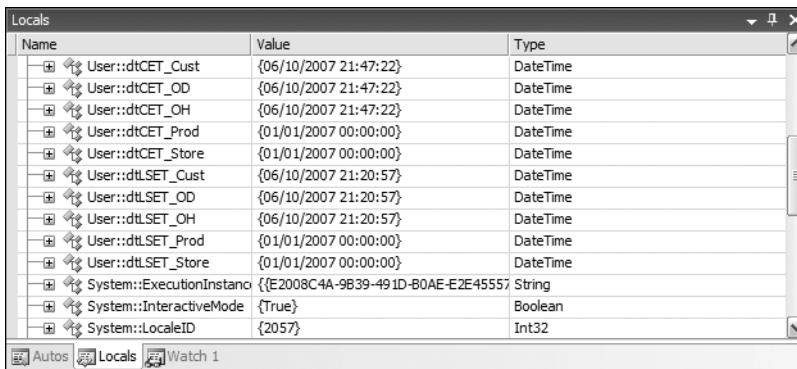 Locals
Name Value Type
User::dtCET_Cust {06/10/2007 21:47:22} DateTime
User::dtCET_OD {06/10/2007 21:47:22} DateTime
User::dtCET_OH {06/10/2007 21:47:22} DateTime
User::dtCET_Prod {01/01/2007 00:00:00} DateTime
User::dtCET_Store {01/01/2007 00:00:00} DateTime
User::dtLSET_Cust {06/10/2007 21:20:57} DateTime
User::dtLSET_OD {06/10/2007 21:20:57} DateTime
User::dtLSET_OH {06/10/2007 21:20:57} DateTime
User::dtLSET_Prod {01/01/2007 00:00:00} DateTime
User::dtLSET_Store {01/01/2007 00:00:00} DateTime
System::ExecutionInstanc {{E2008C4A-9B39-491D-B0AE-E2E45557 String
System::InteractiveMode {True} Boolean
System::LocaleID {2057} Int32
Autos Locals Watch 1